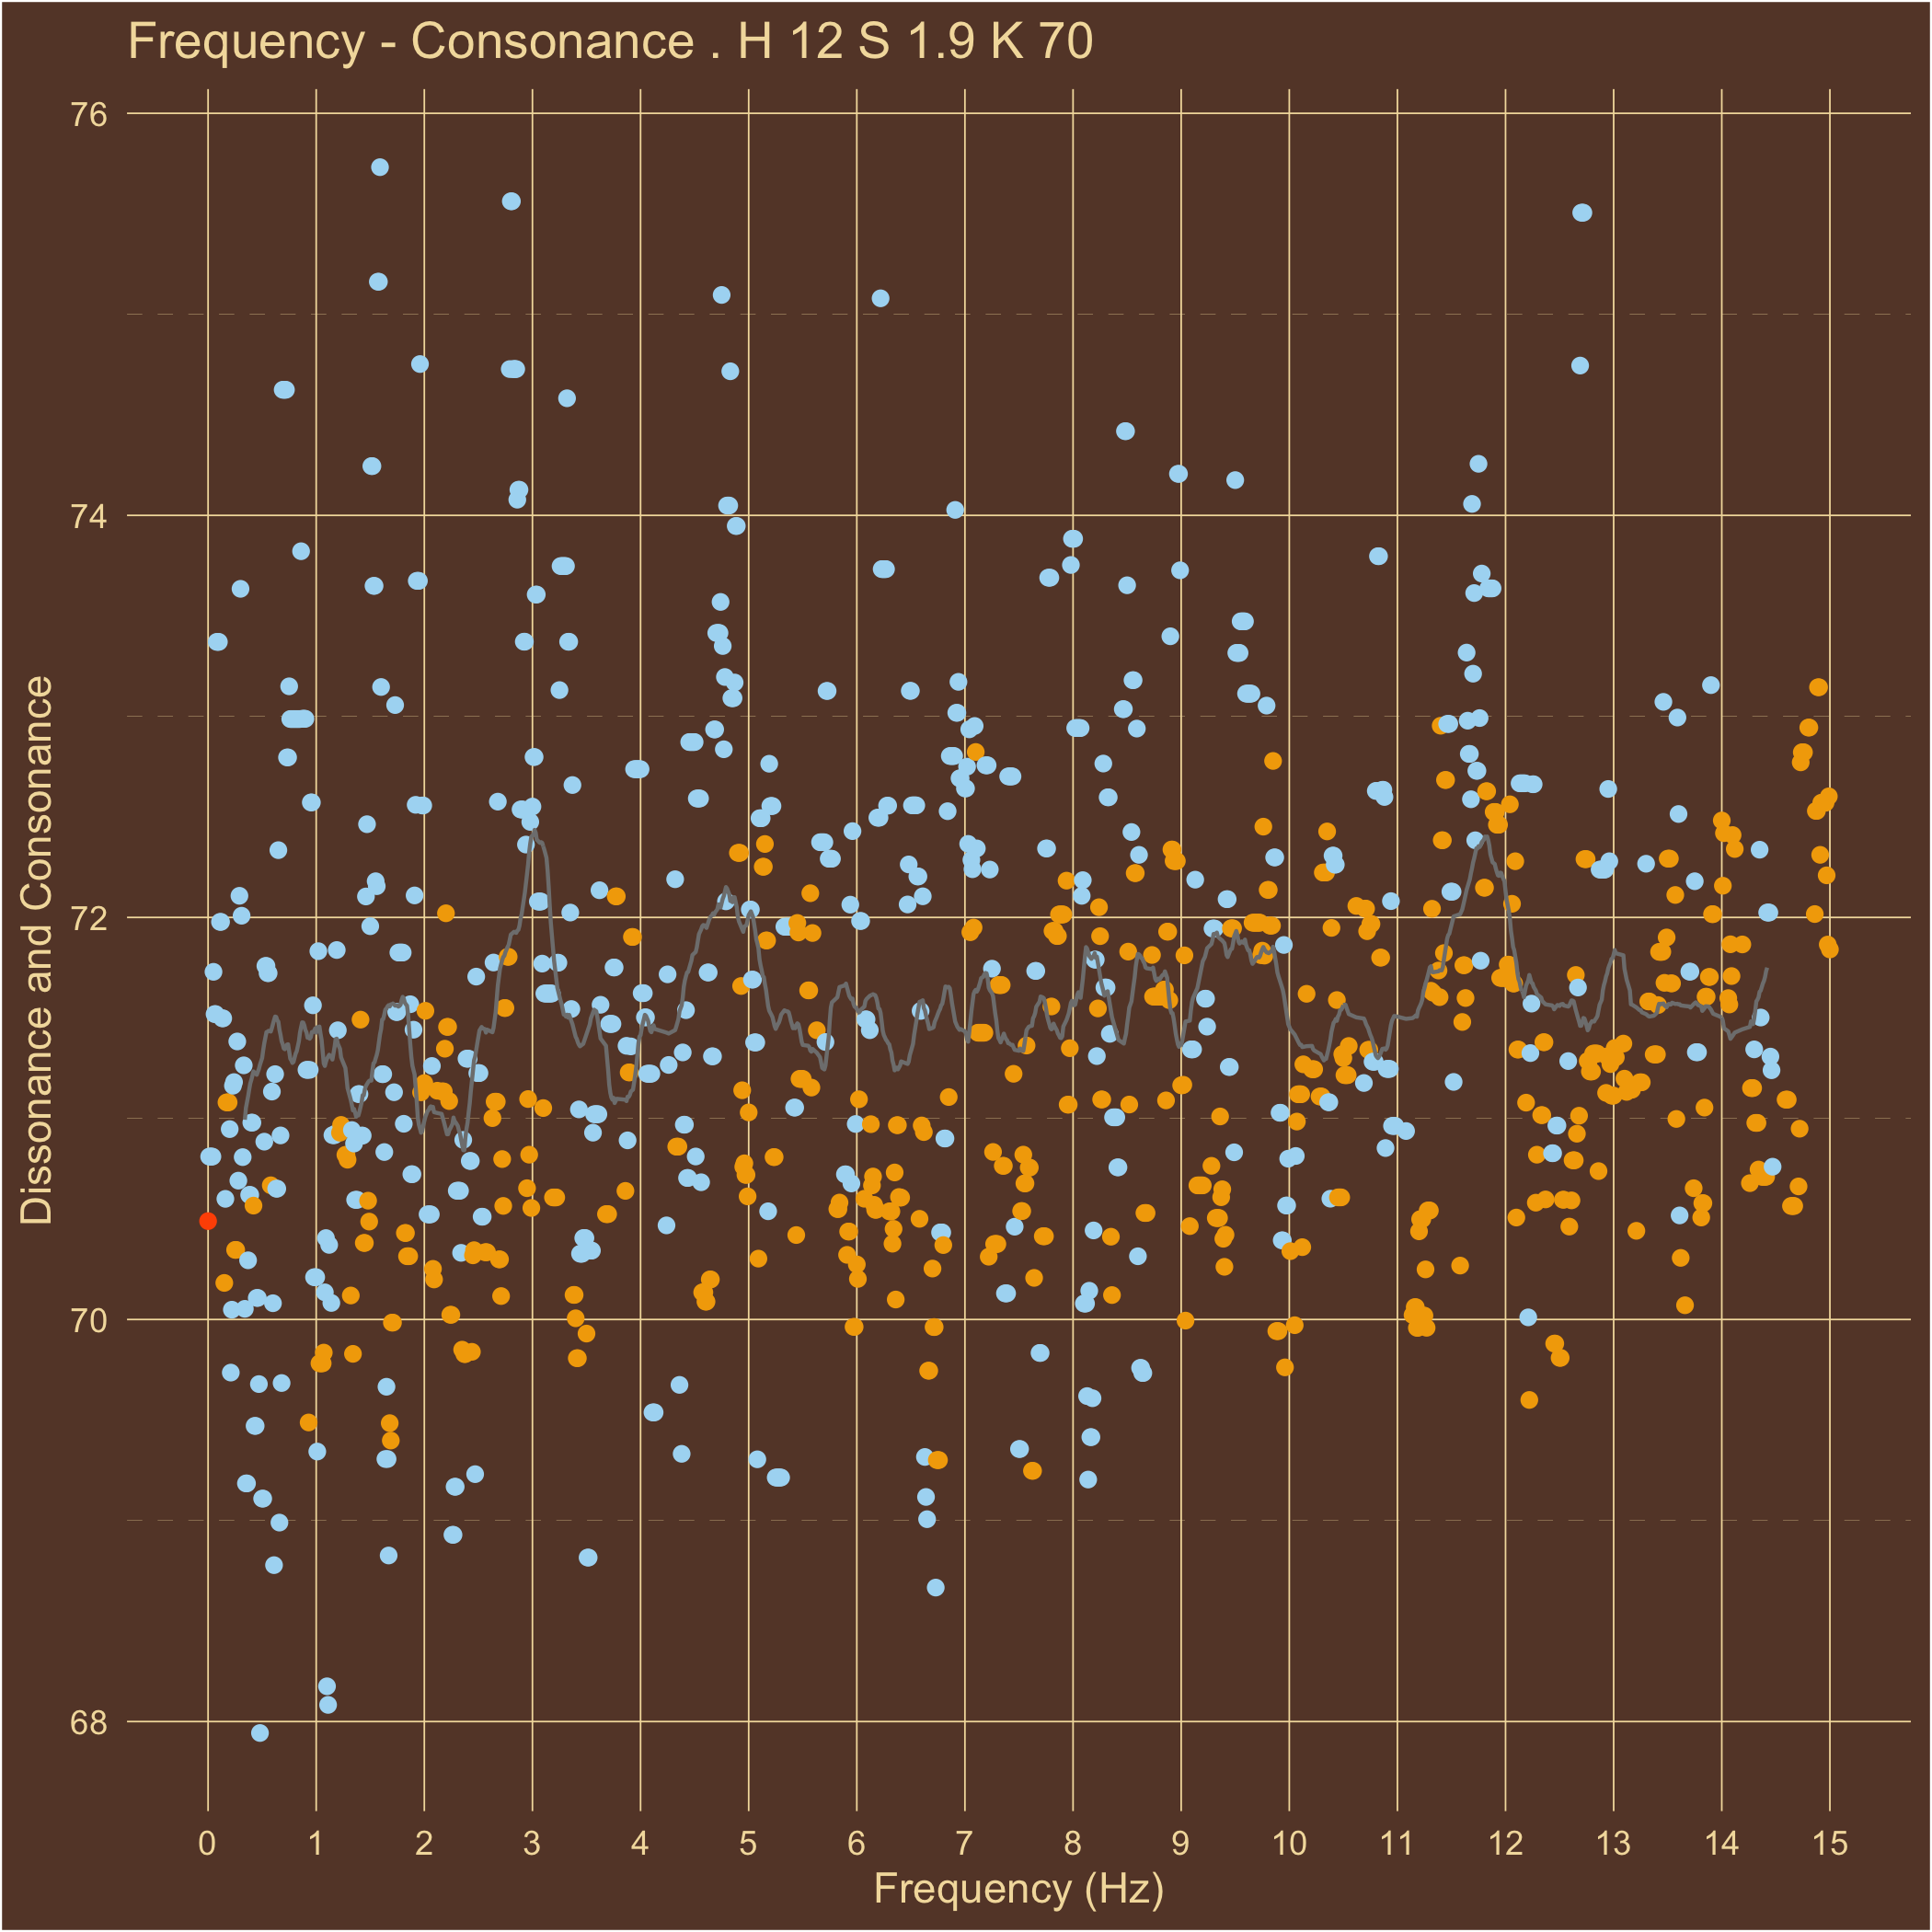 Frequency - Consonance . H 12 S 1.9 K 70
76
74
72
70
68
Dissonance and Consonance
0 1 2 3 4 5 6 7 8 9 10 11 12 13 14 15
Frequency (Hz)